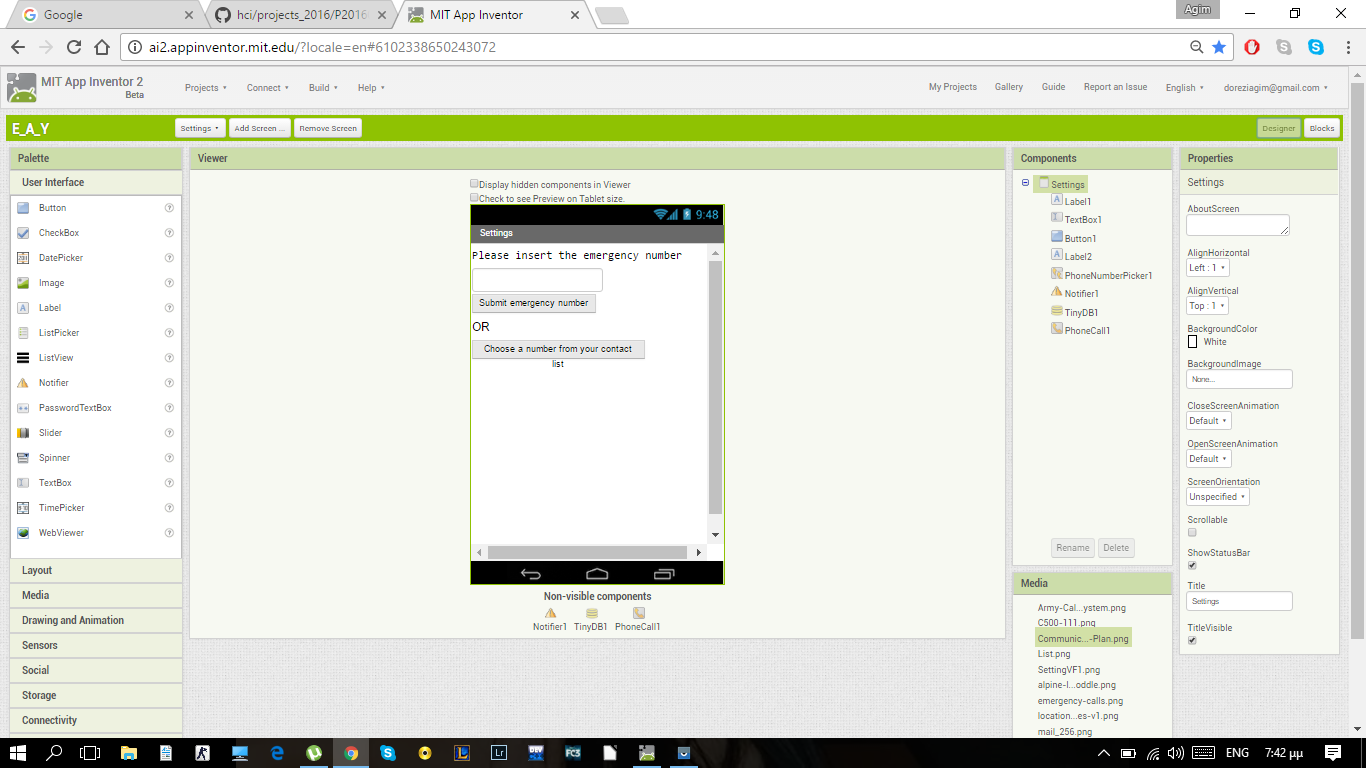 Google
hci/projects_2016/P2016
MIT App Inventor
Agim
ai2.appinventor.mit.edu/?locale=en#6102338650243072
MIT App Inventor 2
Beta
Projects
Connect
Build
Help
My Projects
Gallery
Guide
Report an Issue
English
doreziagim@gmail.com
E_A_Y
Settings
Add Screen ...
Remove Screen
Designer
Blocks
Palette
User Interface
Button
CheckBox
DatePicker
Image
Label
ListPicker
ListView
Notifier
PasswordTextBox
Slider
Spinner
TextBox
TimePicker
WebViewer
Layout
Media
Drawing and Animation
Sensors
Social
Storage
Connectivity
Viewer
Display hidden components in Viewer
Check to see Preview on Tablet size.
9:48
Settings
Please insert the emergency number
Submit emergency number
OR
Choose a number from your contact
list
Non-visible components
Notifier1 TinyDB1 PhoneCall1
Components
Settings
Label1
TextBox1
Button1
Label2
PhoneNumberPicker1
Notifier1
TinyDB1
PhoneCall1
Rename
Delete
Media
Army-Cal...ystem.png
C500-111.png
Communic...-Plan.png
List.png
SettingVF1.png
alpine-l...oddle.png
emergency-calls.png
location...es-v1.png
mail_256.png
Properties
Settings
AboutScreen
AlignHorizontal
Left : 1
AlignVertical
Top : 1
BackgroundColor
White
BackgroundImage
None...
CloseScreenAnimation
Default
OpenScreenAnimation
Default
ScreenOrientation
Unspecified
Scrollable
ShowStatusBar
Title
Settings
TitleVisible
Lr
DEV
FC3
ENG
7:42 μμ